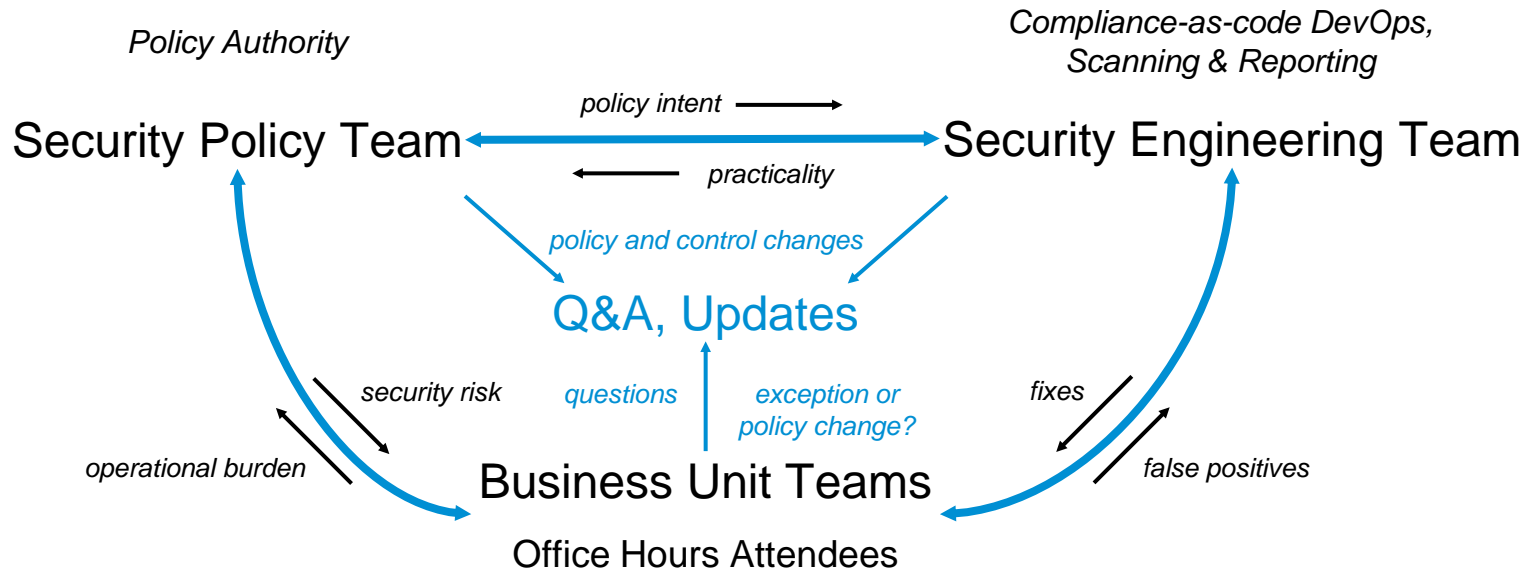 Policy Authority
Compliance-as-code DevOps,
Scanning & Reporting
policy intent
Security Policy Team
Security Engineering Team
practicality
policy and control changes
Q&A, Updates
security risk
questions
exception or
policy change?
fixes
operational burden
false positives
Business Unit Teams
Office Hours Attendees